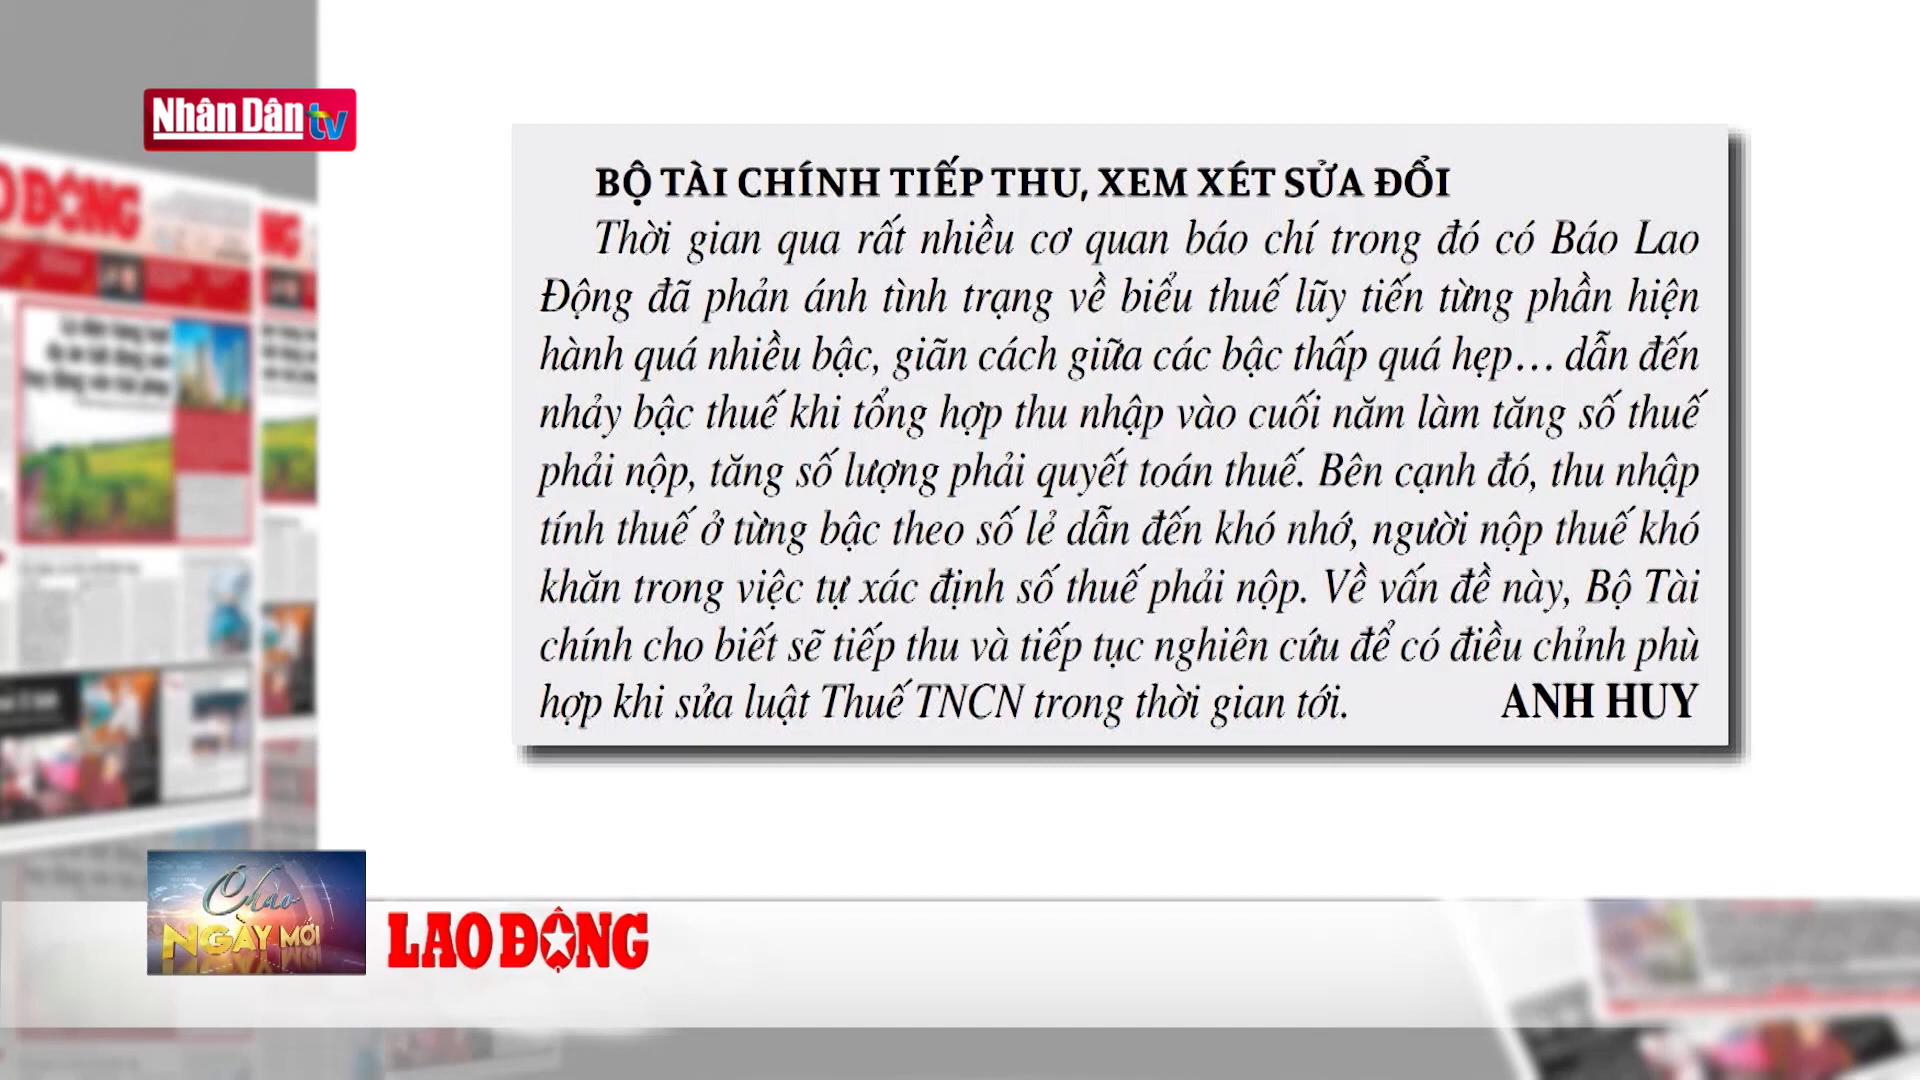 Nhân Dân tv
BỘ TÀI CHÍNH TIẾP THU, XEM XÉT SỬA ĐỔI
Thời gian qua rất nhiều cơ quan báo chí trong đó có Báo Lao
Động đã phản ánh tình trạng về biểu thuế lũy tiến từng phần hiện
hành quá nhiều bậc, giãn cách giữa các bậc thấp quá hẹp... dẫn đến
nhảy bậc thuế khi tổng hợp thu nhập vào cuối năm làm tăng số thuế
phải nộp, tăng số lượng phải quyết toán thuế. Bên cạnh đó, thu nhập
tính thuế ở từng bậc theo số lẻ dẫn đến khó nhớ, người nộp thuế khó
khăn trong việc tự xác định số thuế phải nộp. Về vấn đề này, Bộ Tài
chính cho biết sẽ tiếp thu và tiếp tục nghiên cứu để có điều chỉnh phù
hợp khi sửa luật Thuế TNCN trong thời gian tới. ANH HUY
Chào
NGÀY MỚI
LAO ĐỘNG